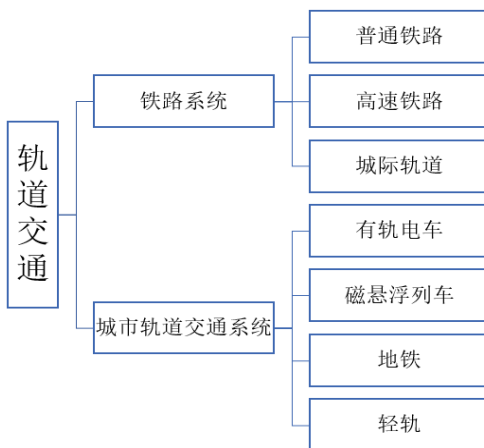 轨道交通
铁路系统
普通铁路
高速铁路
城际轨道
城市轨道交通系统
有轨电车
磁悬浮列车
地铁
轻轨